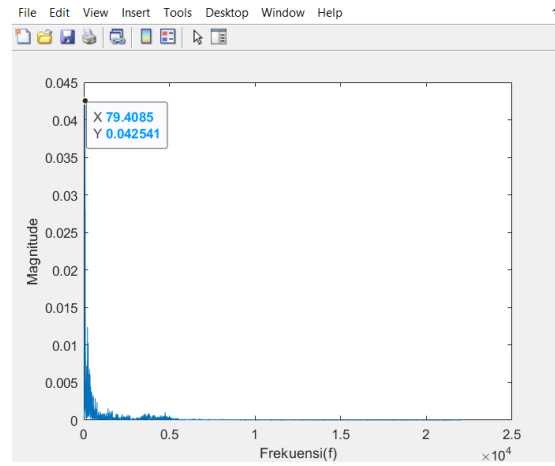 File Edit View Insert Tools Desktop Window Help
0.045
0.04
0.035
0.03
0.025
0.02
0.015
0.01
0.005
0
Magnitude
X 79.4085
Y 0.042541
0 0.5 1 1.5 2 2.5
Frekuensi(f)
×10⁴